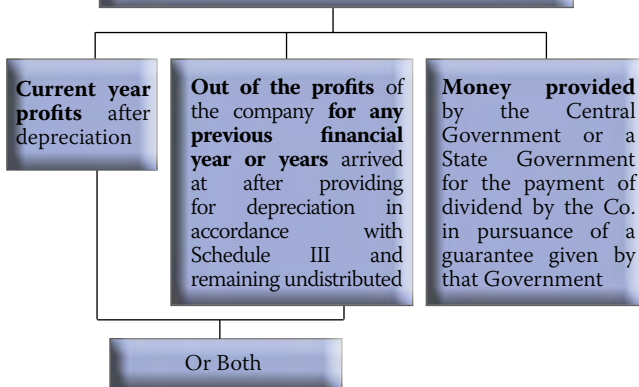 Current year
profits after
depreciation
Out of the profits of
the company for any
previous financial
year or years arrived
at after providing
for depreciation in
accordance with
Schedule III and
remaining undistributed
Money provided
by the Central
Government or a
State Government
for the payment of
dividend by the Co.
in pursuance of a
guarantee given by
that Government
Or Both